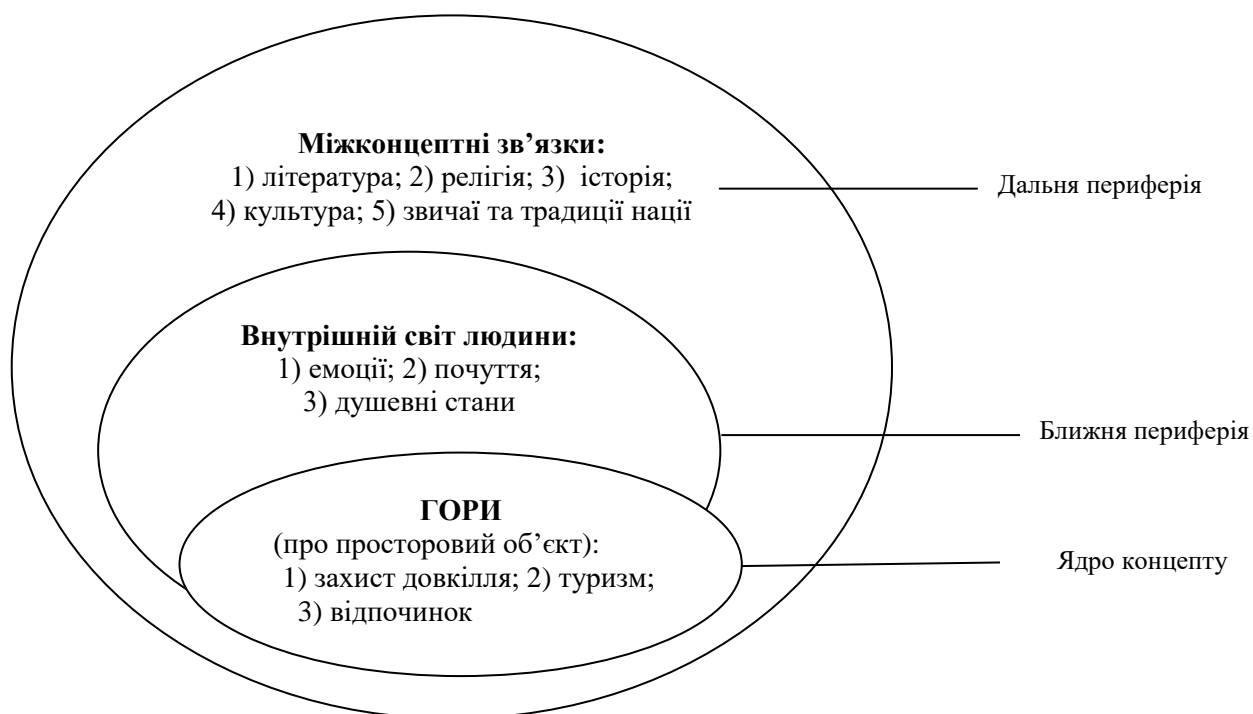 Міжконцептні зв’язки:
1) література; 2) релігія; 3) історія;
4) культура; 5) звичаї та традиції нації
Дальня периферія
Внутрішній світ людини:
1) емоції; 2) почуття;
3) душевні стани
Ближня периферія
ГОРИ
(про просторовий об’єкт):
1) захист довкілля; 2) туризм;
3) відпочинок
Ядро концепту